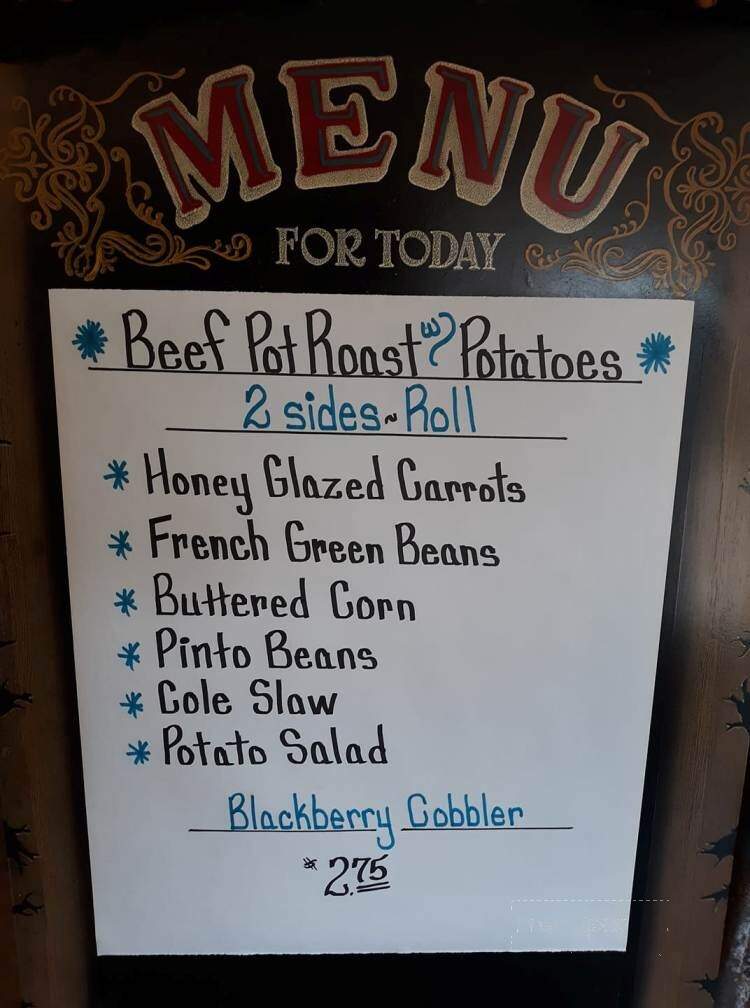 MENU
FOR TODAY
* Beef Pot Roast w/ Potatoes *
2 sides ~ Roll
* Honey Glazed Carrots
* French Green Beans
* Buttered Corn
* Pinto Beans
* Cole Slaw
* Potato Salad
Blackberry Cobbler
* 2.75